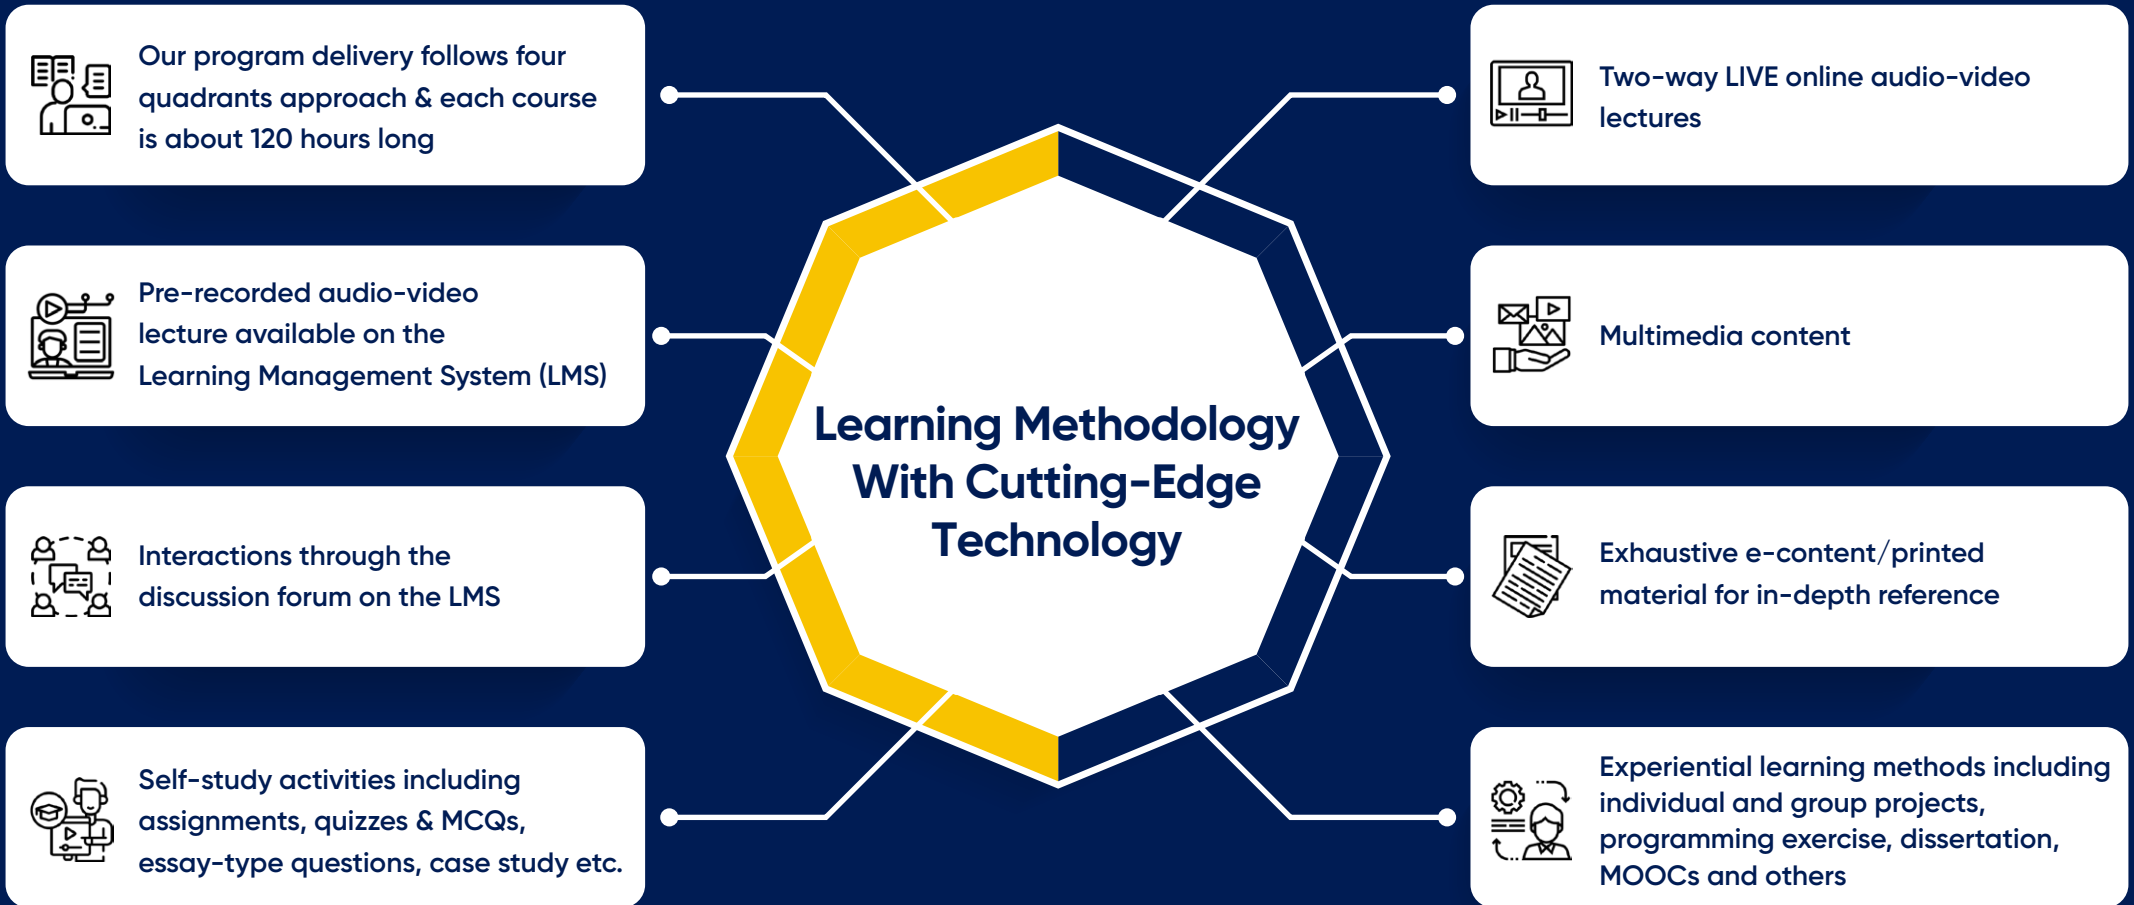 Our program delivery follows four
quadrants approach & each course
is about 120 hours long
Pre-recorded audio-video
lecture available on the
Learning Management System (LMS)
Interactions through the
discussion forum on the LMS
Self-study activities including
assignments, quizzes & MCQs,
essay-type questions, case study etc.
Learning Methodology
With Cutting-Edge
Technology
Two-way LIVE online audio-video
lectures
Multimedia content
Exhaustive e-content/printed
material for in-depth reference
Experiential learning methods including
individual and group projects,
programming exercise, dissertation,
MOOCs and others